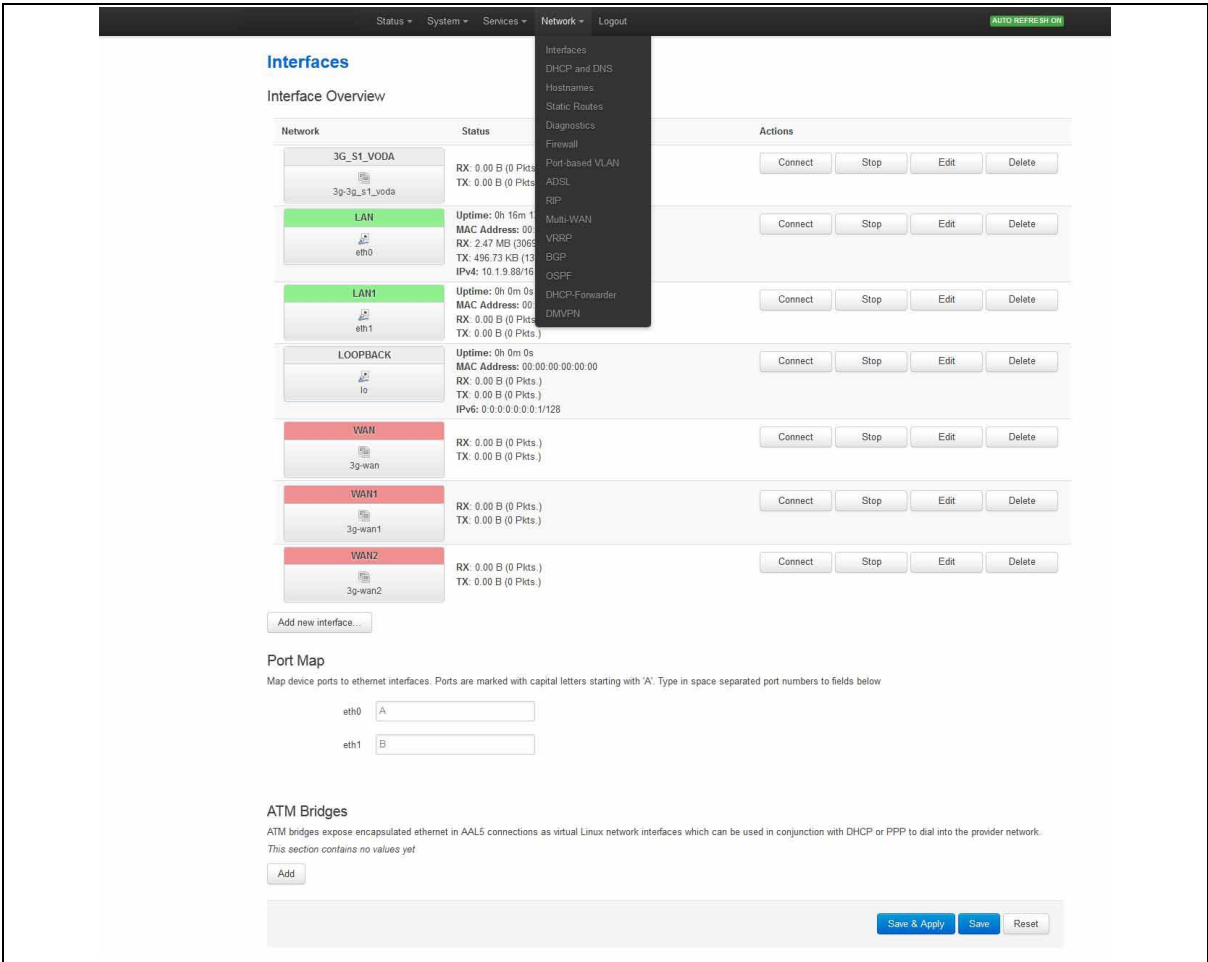 Status System Services Network Logout AUTO REFRESH ON
Interfaces
DHCP and DNS
Hostnames
Static Routes
Diagnostics
Firewall
Port-based VLAN
ADSL
RIP
Multi-WAN
VRRP
BGP
OSPF
DHCP-Forwarder
DMVPN
Interfaces
Interface Overview
Network Status Actions
3G_S1_VODA
3g-3g_s1_voda
RX: 0.00 B (0 Pkts
TX: 0.00 B (0 Pkts
Connect Stop Edit Delete
LAN
eth0
Uptime: 0h 16m
MAC Address: 00:
RX: 2.47 MB (3069
TX: 496.73 KB (13
IPv4: 10.1.9.88/16
Connect Stop Edit Delete
LAN1
eth1
Uptime: 0h 0m 0s
MAC Address: 00:
RX: 0.00 B (0 Pkts
TX: 0.00 B (0 Pkts.)
Connect Stop Edit Delete
LOOPBACK
lo
Uptime: 0h 0m 0s
MAC Address: 00:00:00:00:00:00
RX: 0.00 B (0 Pkts.)
TX: 0.00 B (0 Pkts.)
IPv6: 0:0:0:0:0:0:0:1/128
Connect Stop Edit Delete
WAN
3g-wan
RX: 0.00 B (0 Pkts.)
TX: 0.00 B (0 Pkts.)
Connect Stop Edit Delete
WAN1
3g-wan1
RX: 0.00 B (0 Pkts.)
TX: 0.00 B (0 Pkts.)
Connect Stop Edit Delete
WAN2
3g-wan2
RX: 0.00 B (0 Pkts.)
TX: 0.00 B (0 Pkts.)
Connect Stop Edit Delete
Add new interface...
Port Map
Map device ports to ethernet interfaces. Ports are marked with capital letters starting with 'A'. Type in space separated port numbers to fields below
eth0 A
eth1 B
ATM Bridges
ATM bridges expose encapsulated ethernet in AAL5 connections as virtual Linux network interfaces which can be used in conjunction with DHCP or PPP to dial into the provider network.
This section contains no values yet
Add
Save & Apply Save Reset